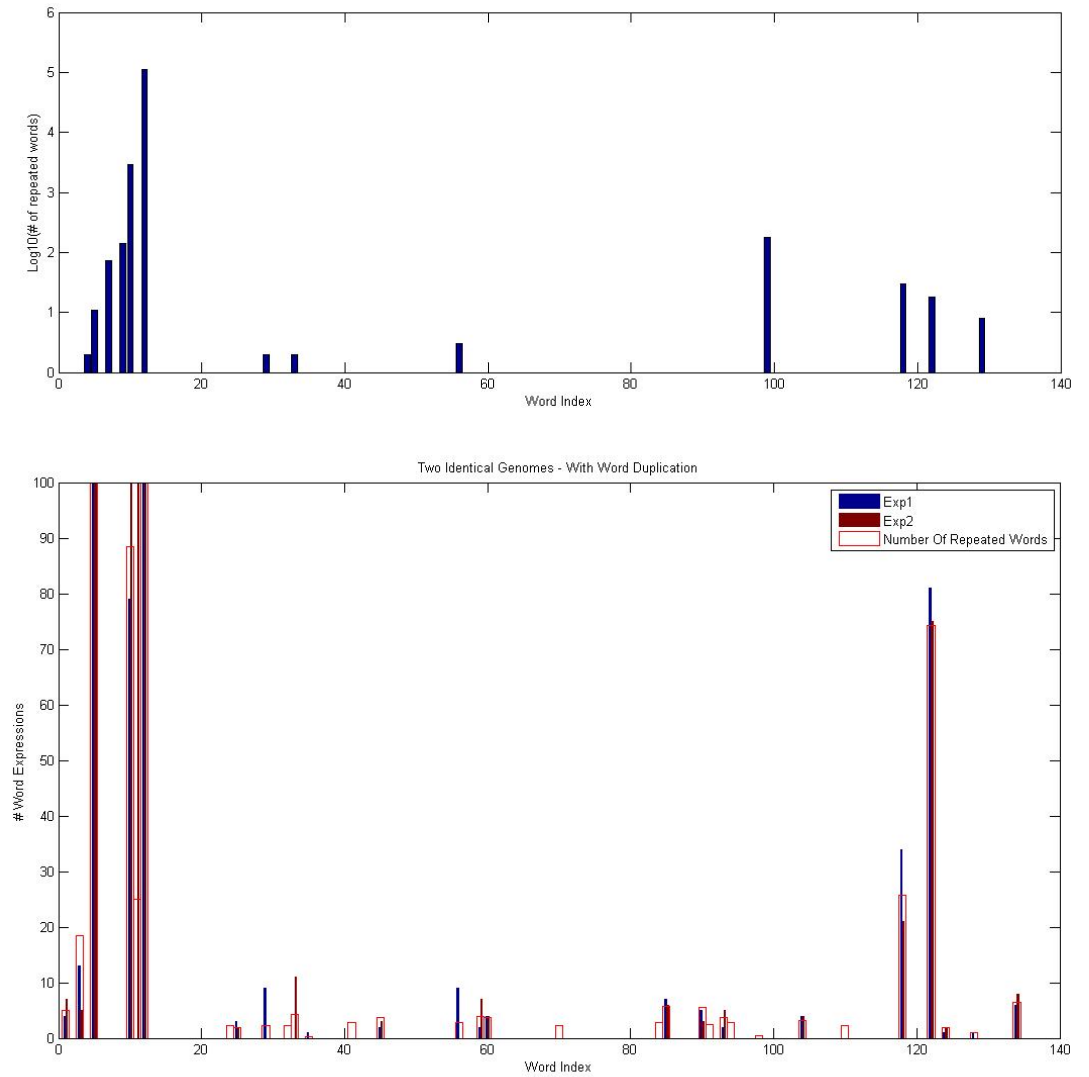 6
5
4
3
2
1
0
Log10(# of repeated words)
0 20 40 60 80 100 120 140
Word Index
Two Identical Genomes - With Word Duplication
100
90
80
70
60
50
40
30
20
10
0
# Word Expressions
Exp1
Exp2
Number Of Repeated Words
0 20 40 60 80 100 120 140
Word Index